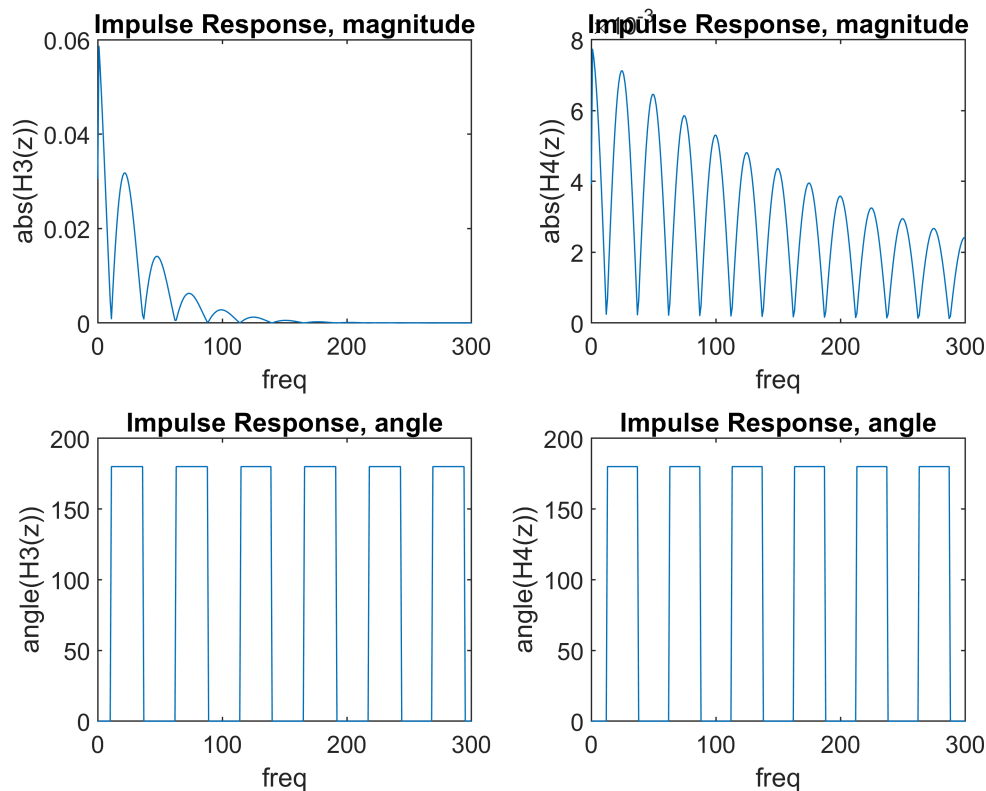 Impulse Response, magnitude
0.06
0.04
0.02
0
abs(H3(z))
0
100
200
300
freq
Impulse Response, magnitude
8
6
4
2
0
abs(H4(z))
0
100
200
300
freq
Impulse Response, angle
200
150
100
50
0
angle(H3(z))
0
100
200
300
freq
Impulse Response, angle
200
150
100
50
0
angle(H4(z))
0
100
200
300
freq